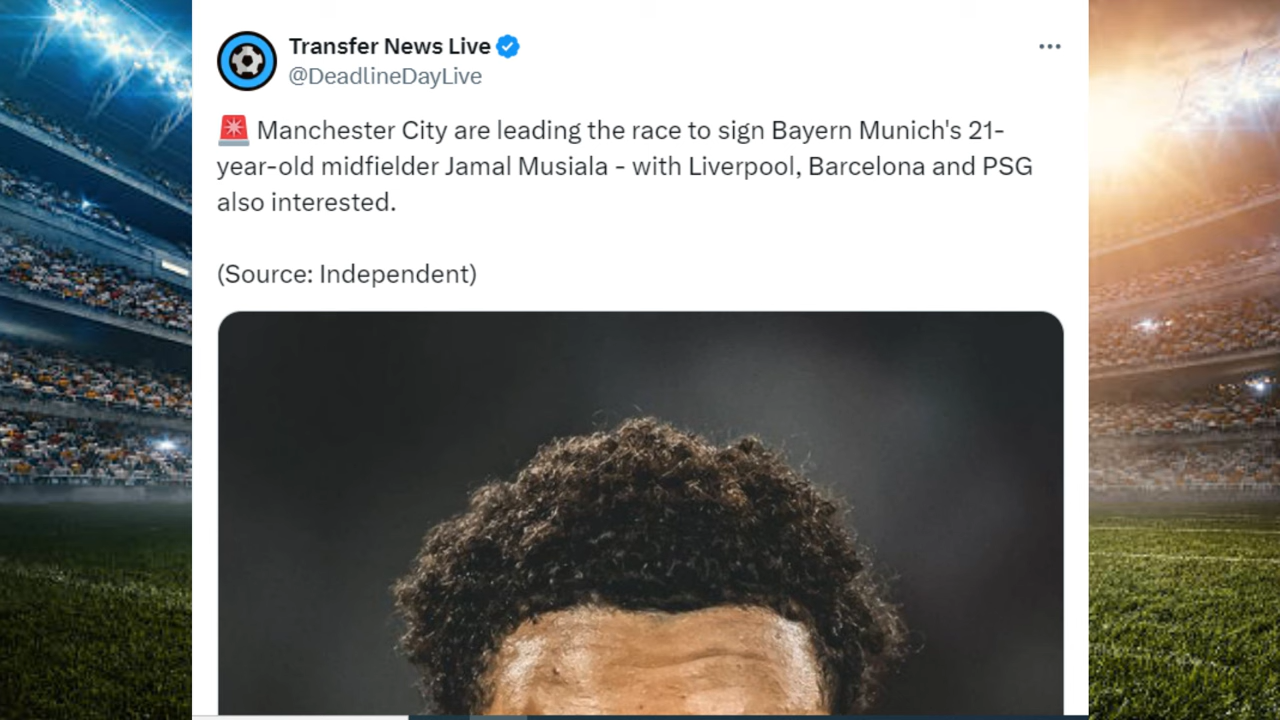 Transfer News Live
@DeadlineDayLive
🚨 Manchester City are leading the race to sign Bayern Munich's 21-
year-old midfielder Jamal Musiala - with Liverpool, Barcelona and PSG
also interested.
(Source: Independent)